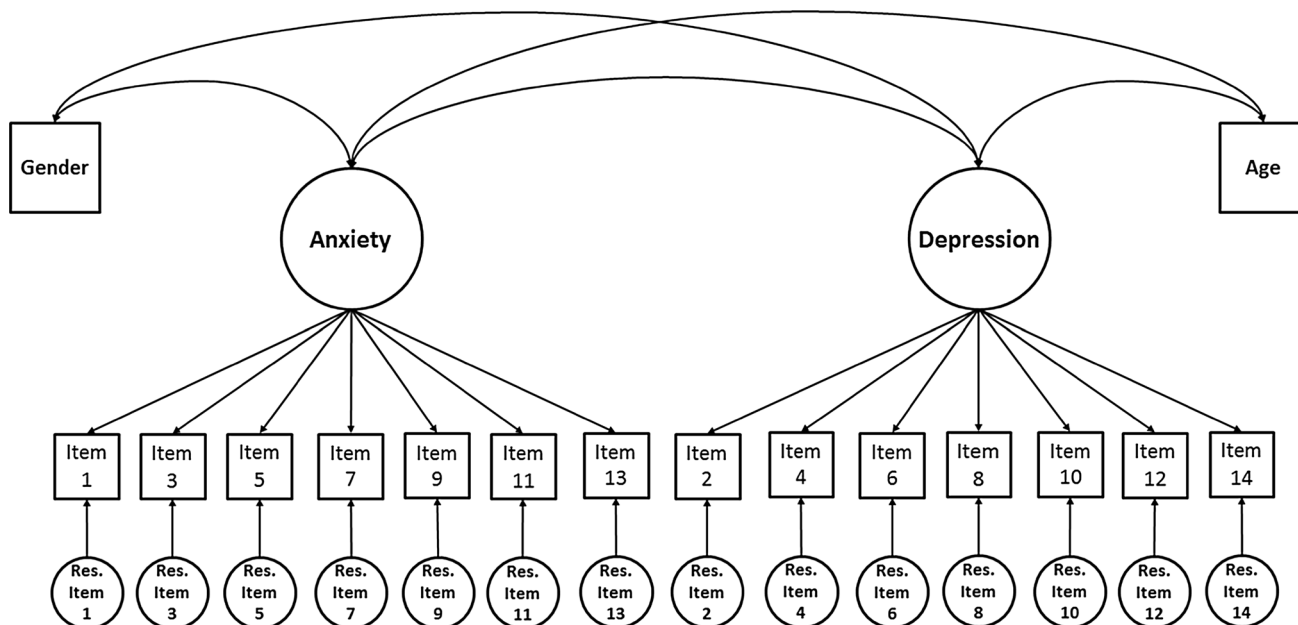 Gender
Age
Anxiety
Depression
Item
1
Item
3
Item
5
Item
7
Item
9
Item
11
Item
13
Item
2
Item
4
Item
6
Item
8
Item
10
Item
12
Item
14
Res.
Item
1
Res.
Item
3
Res.
Item
5
Res.
Item
7
Res.
Item
9
Res.
Item
11
Res.
Item
13
Res.
Item
2
Res.
Item
4
Res.
Item
6
Res.
Item
8
Res.
Item
10
Res.
Item
12
Res.
Item
14